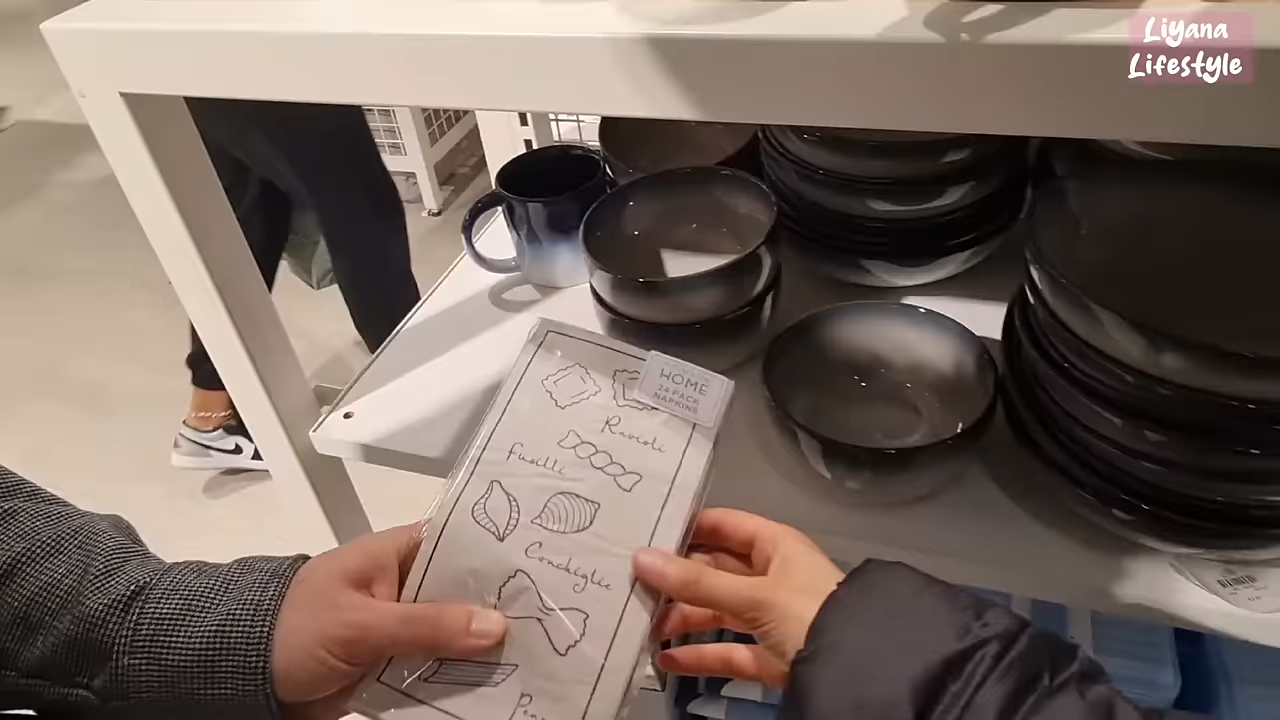 Liyana
Lifestyle
HOME
24 PACK
NAPKINS
Ravioli
Fusilli
Conchiglie